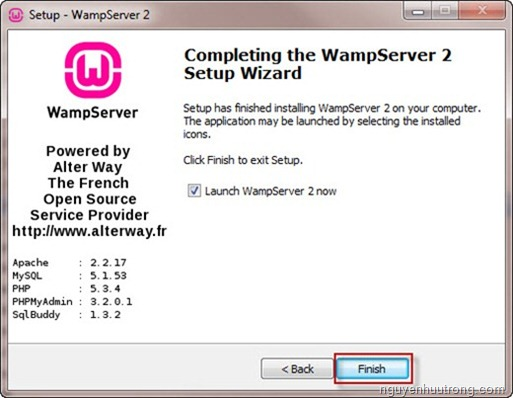 Setup - WampServer 2
WampServer
Powered by
Alter Way
The French
Open Source
Service Provider
http://www.alterway.fr
Apache : 2.2.17
MySQL : 5.1.53
PHP : 5.3.4
PHPMyAdmin : 3.2.0.1
SqlBuddy : 1.3.2
Completing the WampServer 2
Setup Wizard
Setup has finished installing WampServer 2 on your computer.
The application may be launched by selecting the installed
icons.
Click Finish to exit Setup.
Launch WampServer 2 now
< Back
Finish
nguyenhuutrong.com